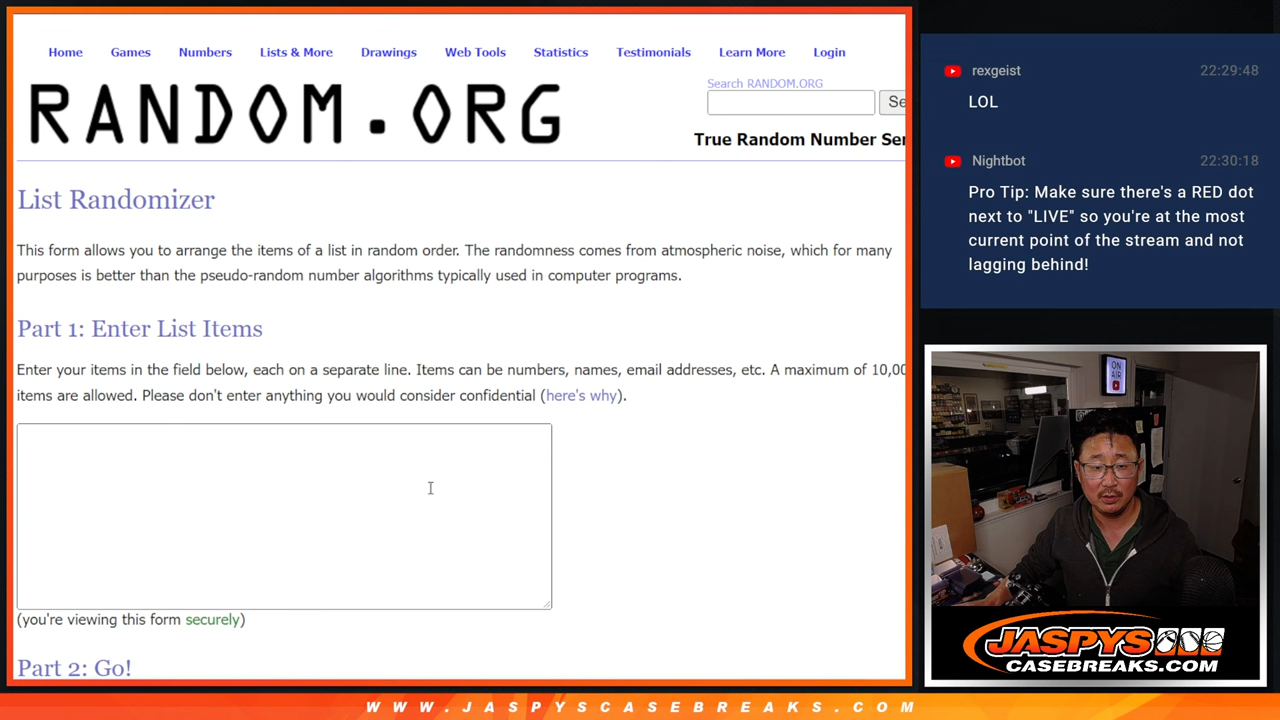 Home Games Numbers Lists & More Drawings Web Tools Statistics Testimonials Learn More Login
RANDOM.ORG
Search RANDOM.ORG
Se
True Random Number Ser
List Randomizer
This form allows you to arrange the items of a list in random order. The randomness comes from atmospheric noise, which for many
purposes is better than the pseudo-random number algorithms typically used in computer programs.
Part 1: Enter List Items
Enter your items in the field below, each on a separate line. Items can be numbers, names, email addresses, etc. A maximum of 10,00
items are allowed. Please don't enter anything you would consider confidential (here's why).
(you're viewing this form securely)
Part 2: Go!
rexgeist 22:29:48
LOL
Nightbot 22:30:18
Pro Tip: Make sure there's a RED dot
next to "LIVE" so you're at the most
current point of the stream and not
lagging behind!
ON
AIR
JASPYS
CASEBREAKS.COM
WWW.JASPYSCASEBREAKS.COM